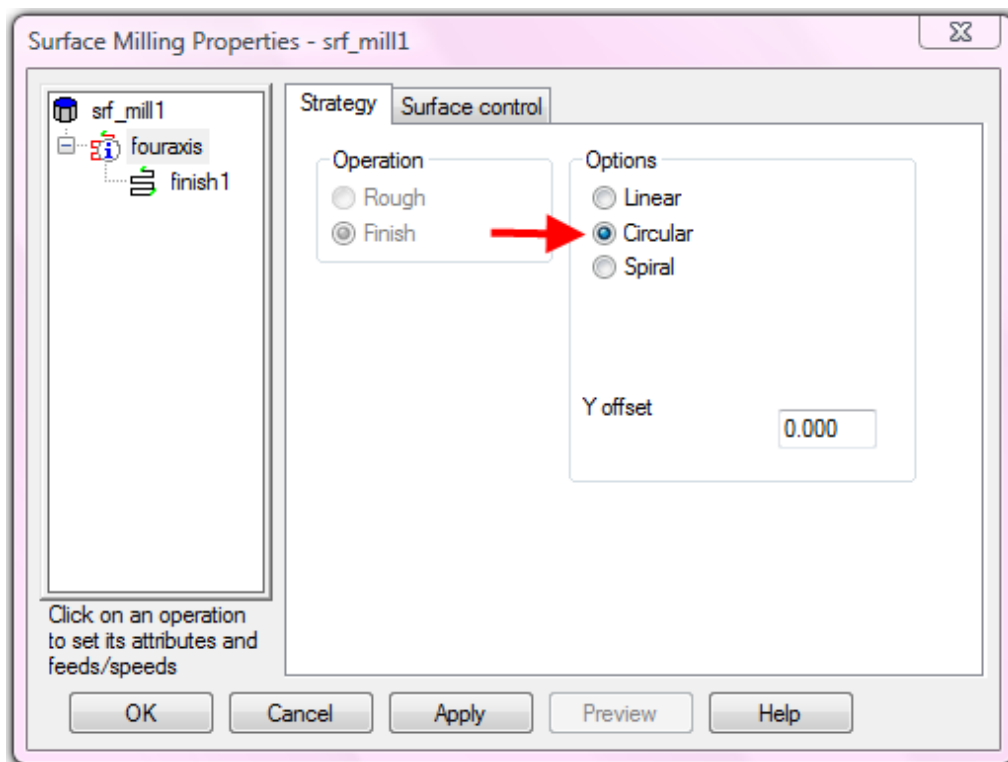 Surface Milling Properties - srf_mill1
srf_mill1
fouraxis
finish1
Click on an operation
to set its attributes and
feeds/speeds
Strategy
Surface control
Operation
Rough
Finish
Options
Linear
Circular
Spiral
Y offset
0.000
OK
Cancel
Apply
Preview
Help